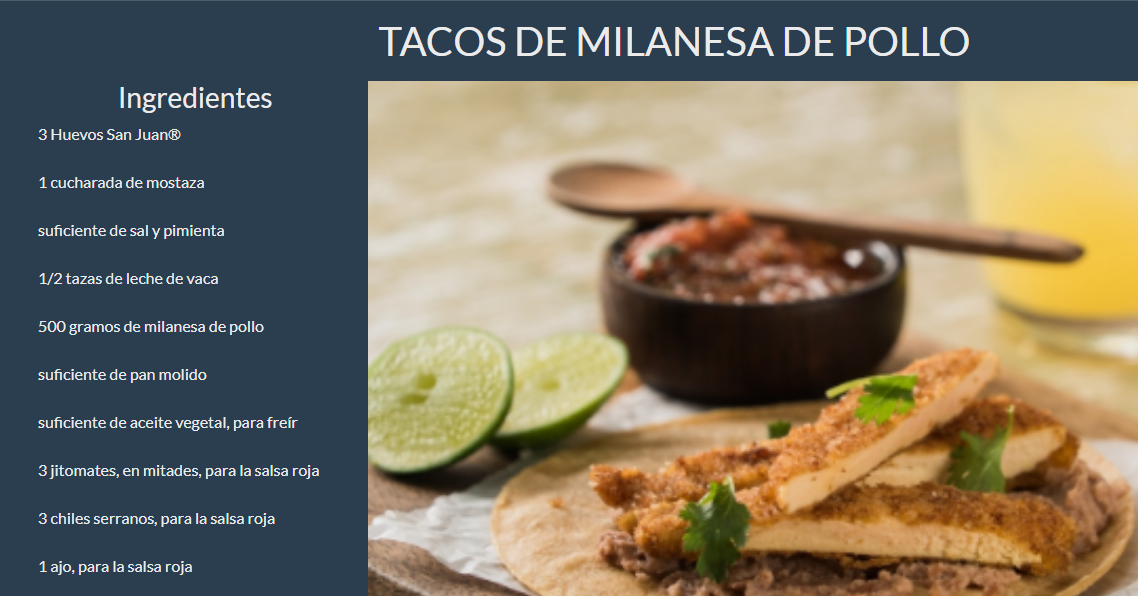 TACOS DE MILANESA DE POLLO
Ingredientes
3 Huevos San Juan®
1 cucharada de mostaza
suficiente de sal y pimienta
1/2 tazas de leche de vaca
500 gramos de milanesa de pollo
suficiente de pan molido
suficiente de aceite vegetal, para freír
3 jitomates, en mitades, para la salsa roja
3 chiles serranos, para la salsa roja
1 ajo, para la salsa roja